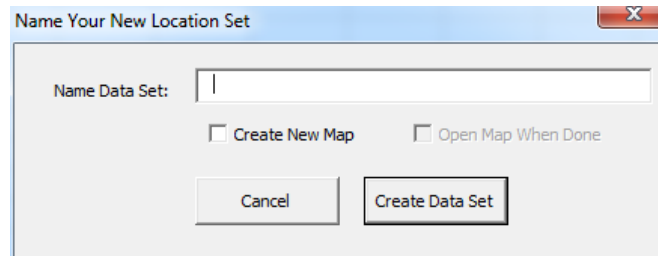 Name Your New Location Set
X
Name Data Set:
Create New Map Open Map When Done
Cancel Create Data Set